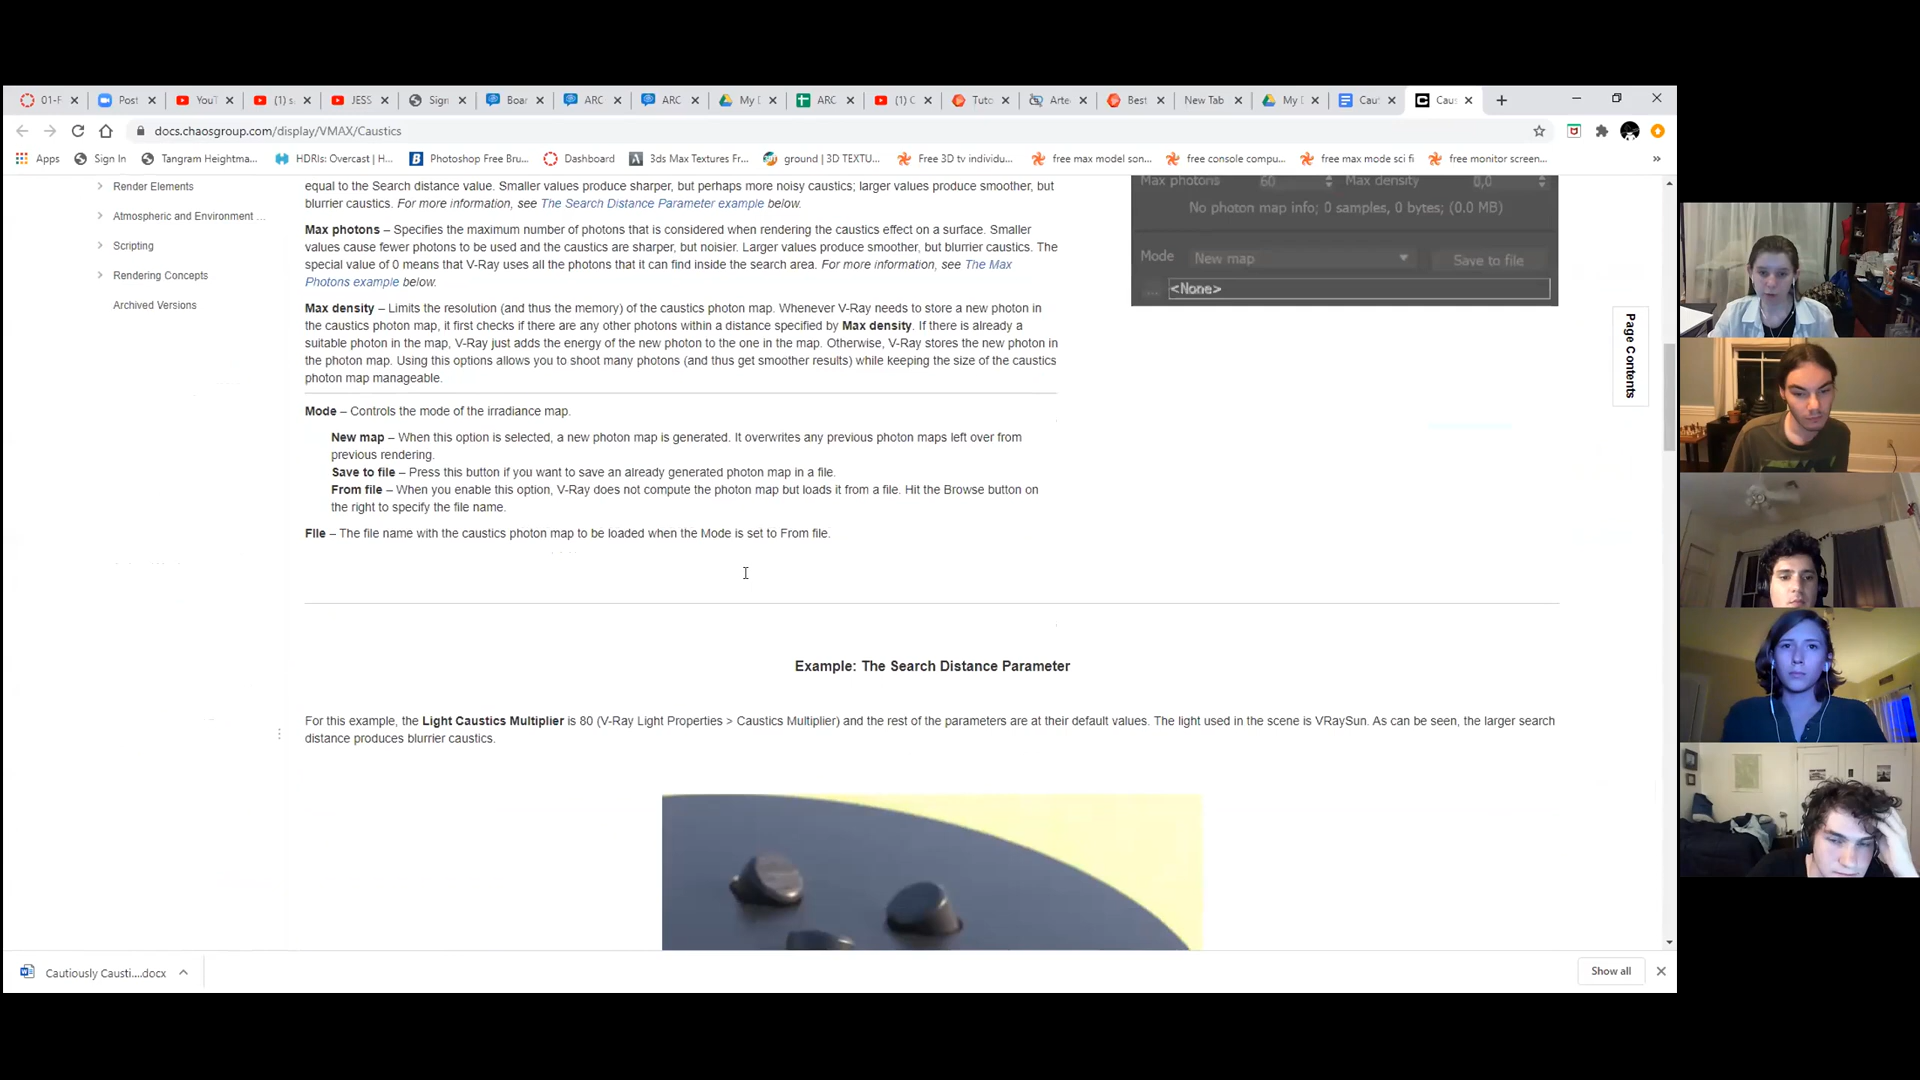 01-F
Post
YouT
(1) s
JESS
Sign
Boar
ARC
ARC
My D
ARC
(1) C
Tuto
Arte
Best
New Tab
My D
Caut
Caus
docs.chaosgroup.com/display/VMAX/Caustics
Apps
Sign In
Tangram Heightma...
HDRIs: Overcast | H...
Photoshop Free Bru...
Dashboard
3ds Max Textures Fr...
ground | 3D TEXTU...
Free 3D tv individu...
free max model son...
free console compu...
free max mode sci fi
free monitor screen...
»
Render Elements
Atmospheric and Environment ...
Scripting
Rendering Concepts
Archived Versions
equal to the Search distance value. Smaller values produce sharper, but perhaps more noisy caustics; larger values produce smoother, but
blurrier caustics. For more information, see The Search Distance Parameter example below.
Max photons – Specifies the maximum number of photons that is considered when rendering the caustics effect on a surface. Smaller
values cause fewer photons to be used and the caustics are sharper, but noisier. Larger values produce smoother, but blurrier caustics. The
special value of 0 means that V-Ray uses all the photons that it can find inside the search area. For more information, see The Max
Photons example below.
Max density – Limits the resolution (and thus the memory) of the caustics photon map. Whenever V-Ray needs to store a new photon in
the caustics photon map, it first checks if there are any other photons within a distance specified by Max density. If there is already a
suitable photon in the map, V-Ray just adds the energy of the new photon to the one in the map. Otherwise, V-Ray stores the new photon in
the photon map. Using this options allows you to shoot many photons (and thus get smoother results) while keeping the size of the caustics
photon map manageable.
Mode – Controls the mode of the irradiance map.
New map – When this option is selected, a new photon map is generated. It overwrites any previous photon maps left over from
previous rendering.
Save to file – Press this button if you want to save an already generated photon map in a file.
From file – When you enable this option, V-Ray does not compute the photon map but loads it from a file. Hit the Browse button on
the right to specify the file name.
File – The file name with the caustics photon map to be loaded when the Mode is set to From file.
Max photons 60 Max density 0,0
No photon map info; 0 samples, 0 bytes; (0.0 MB)
Mode New map Save to file
... <None>
Page Contents
Example: The Search Distance Parameter
For this example, the Light Caustics Multiplier is 80 (V-Ray Light Properties > Caustics Multiplier) and the rest of the parameters are at their default values. The light used in the scene is VRaySun. As can be seen, the larger search
distance produces blurrier caustics.
Cautiously Causti....docx
Show all